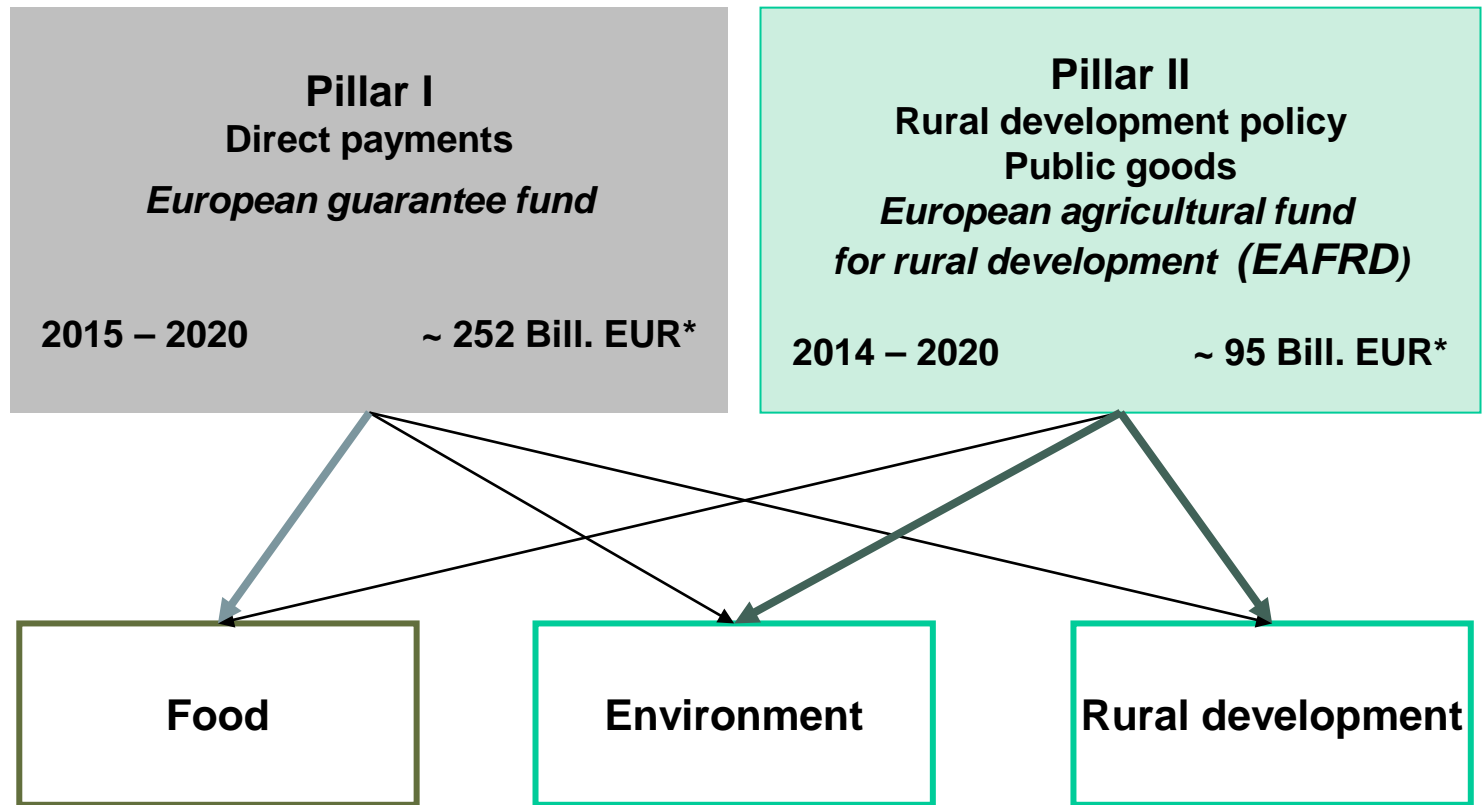 Pillar I
Direct payments
European guarantee fund
2015 – 2020 ~ 252 Bill. EUR*
Pillar II
Rural development policy
Public goods
European agricultural fund
for rural development (EAFRD)
2014 – 2020 ~ 95 Bill. EUR*
Food
Environment
Rural development